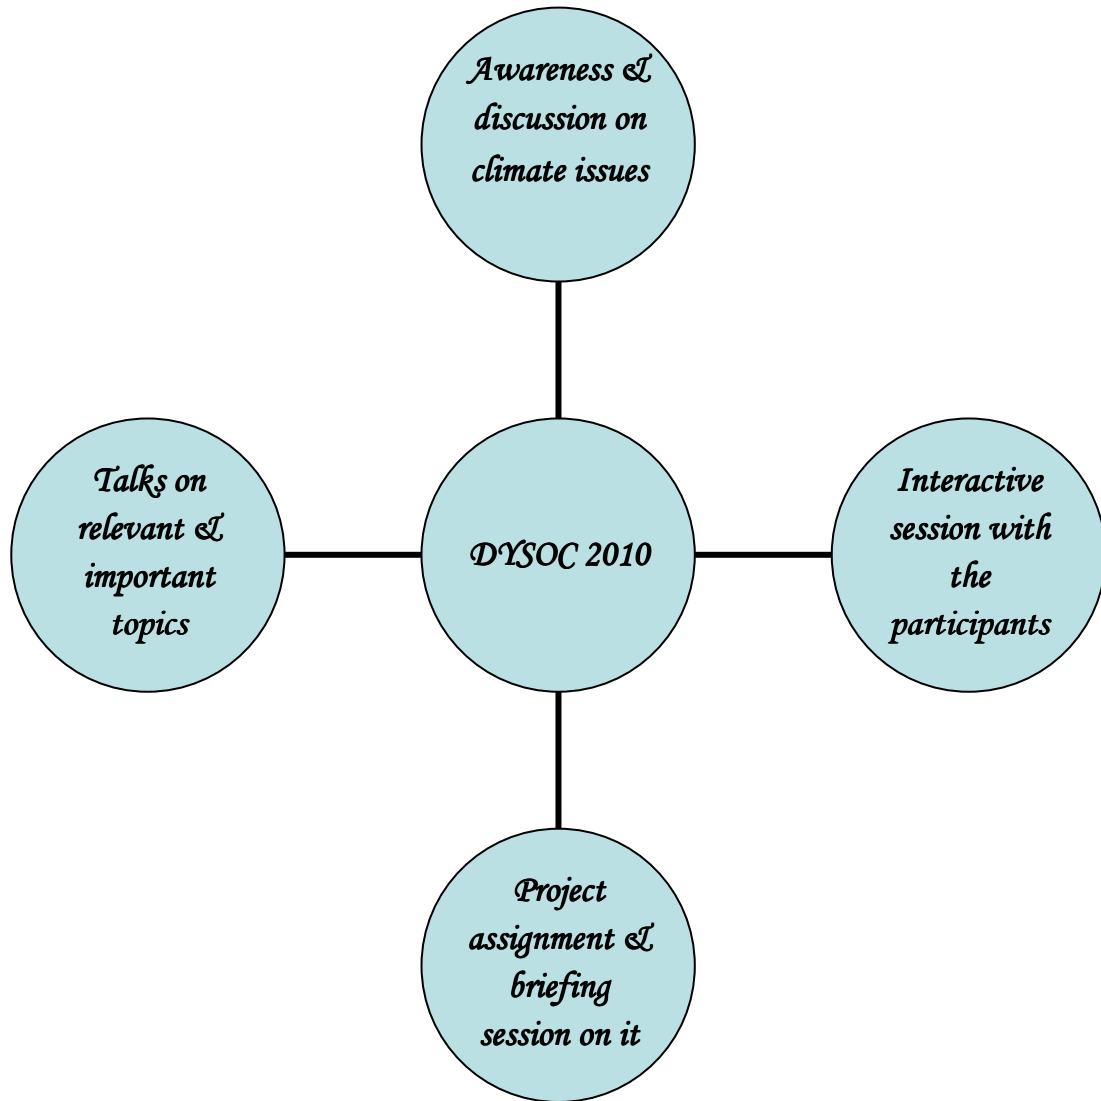 Awareness &
discussion on
climate issues
Talks on
relevant &
important
topics
DYSOC 2010
Interactive
session with
the
participants
Project
assignment &
briefing
session on it